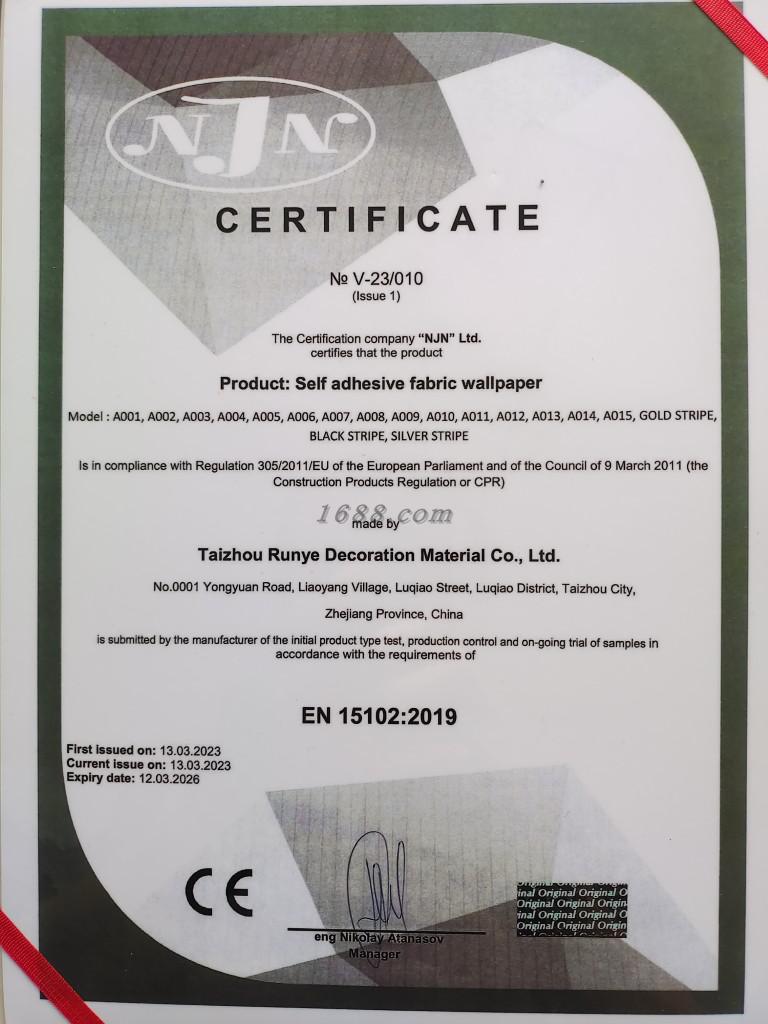 NJN
CERTIFICATE
№ V-23/010
(Issue 1)
The Certification company “NJN” Ltd.
certifies that the product
Product: Self adhesive fabric wallpaper
Model : A001, A002, A003, A004, A005, A006, A007, A008, A009, A010, A011, A012, A013, A014, A015, GOLD STRIPE,
BLACK STRIPE, SILVER STRIPE
Is in compliance with Regulation 305/2011/EU of the European Parliament and of the Council of 9 March 2011 (the
Construction Products Regulation or CPR)
1688.com
made by
Taizhou Runye Decoration Material Co., Ltd.
No.0001 Yongyuan Road, Liaoyang Village, Luqiao Street, Luqiao District, Taizhou City,
Zhejiang Province, China
is submitted by the manufacturer of the initial product type test, production control and on-going trial of samples in
accordance with the requirements of
EN 15102:2019
First issued on: 13.03.2023
Current issue on: 13.03.2023
Expiry date: 12.03.2026
CE
eng Nikolay Atanasov
Manager
Original Original Original
inal Original Original O
Original Original Origin
inal Original Original O
Original Original Origin
inal Original Original O